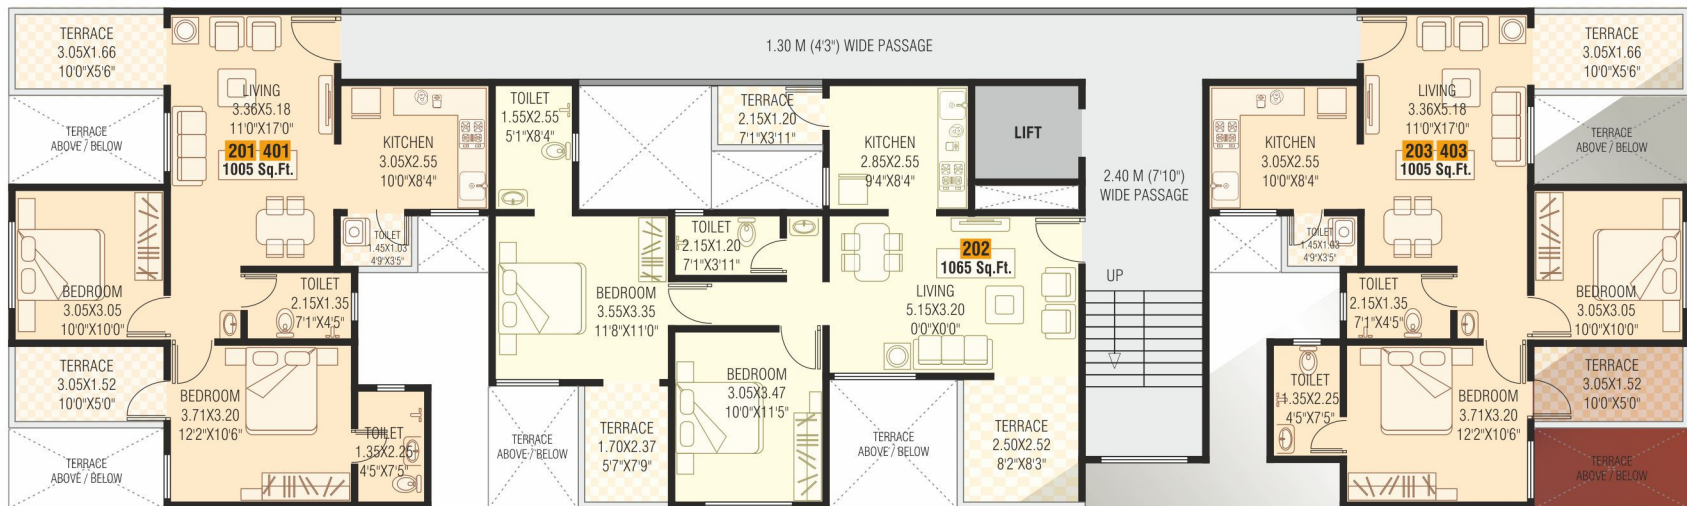 TERRACE
3.05X1.66
10'0"X5'6"
TERRACE
ABOVE / BELOW
LIVING
3.36X5.18
11'0"X17'0"
201 401
1005 Sq.Ft.
KITCHEN
3.05X2.55
10'0"X8'4"
TOILET
1.45X1.03
4'9"X3'5"
BEDROOM
3.05X3.05
10'0"X10'0"
TOILET
2.15X1.35
7'1"X4'5"
TERRACE
3.05X1.52
10'0"X5'0"
BEDROOM
3.71X3.20
12'2"X10'6"
TOILET
1.35X2.25
4'5"X7'5"
TERRACE
ABOVE / BELOW
1.30 M (4'3") WIDE PASSAGE
TOILET
1.55X2.55
5'1"X8'4"
TERRACE
2.15X1.20
7'1"X3'11"
KITCHEN
2.85X2.55
9'4"X8'4"
LIFT
2.40 M (7'10")
WIDE PASSAGE
TOILET
2.15X1.20
7'1"X3'11"
202
1065 Sq.Ft.
BEDROOM
3.55X3.35
11'8"X11'0"
LIVING
5.15X3.20
0'0"X0'0"
UP
BEDROOM
3.05X3.47
10'0"X11'5"
TERRACE
ABOVE / BELOW
TERRACE
1.70X2.37
5'7"X7'9"
TERRACE
ABOVE / BELOW
TERRACE
2.50X2.52
8'2"X8'3"
TERRACE
3.05X1.66
10'0"X5'6"
LIVING
3.36X5.18
11'0"X17'0"
203 403
1005 Sq.Ft.
TERRACE
ABOVE / BELOW
KITCHEN
3.05X2.55
10'0"X8'4"
TOILET
1.45X1.03
4'9"X3'5"
TOILET
2.15X1.35
7'1"X4'5"
BEDROOM
3.05X3.05
10'0"X10'0"
TOILET
1.35X2.25
4'5"X7'5"
BEDROOM
3.71X3.20
12'2"X10'6"
TERRACE
3.05X1.52
10'0"X5'0"
TERRACE
ABOVE / BELOW